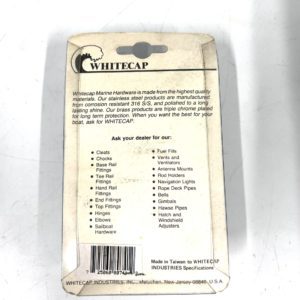 WHITECAP
Whitecap Marine Hardware is made from the highest quality
materials. Our stainless steel products are manufactured
from corrosion resistant 316 S/S, and polished to a long
lasting shine. Our brass products are triple chrome plated
for long term protection. When you want the best for your
boat, ask for WHITECAP.
Ask your dealer for our:
• Cleats
• Chocks
• Base Rail
Fittings
• Toe Rail
Fittings
• Hand Rail
Fittings
• End Fittings
• Top Fittings
• Hinges
• Elbows
• Sailboat
Hardware
• Fuel Fills
• Vents and
Ventilators
• Antenna Mounts
• Rod Holders
• Navigation Lights
• Rope Deck Pipes
• Bells
• Gimbals
• Hawse Pipes
• Hatch and
Windshield
Adjusters
Made in Taiwan to WHITECAP
INDUSTRIES Specifications
WHITECAP INDUSTRIES, INC., Metuchen, New Jersey 08840, U.S.A.